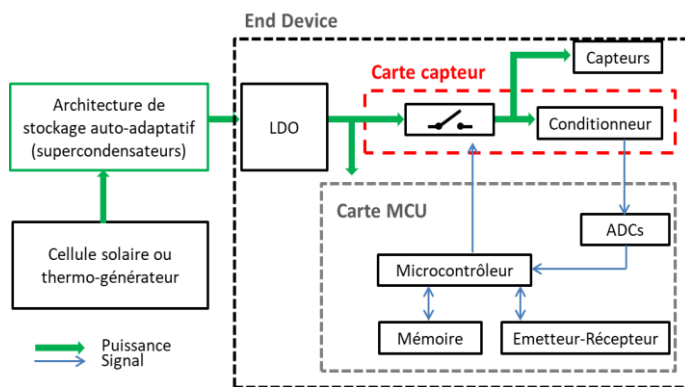 End Device
Capteurs
Carte capteur
Architecture de
stockage auto-adaptatif
(supercondensateurs)
LDO
Conditionneur
Carte MCU
ADCs
Cellule solaire ou
thermo-générateur
Microcontrôleur
Mémoire
Emetteur-Récepteur
Puissance
Signal